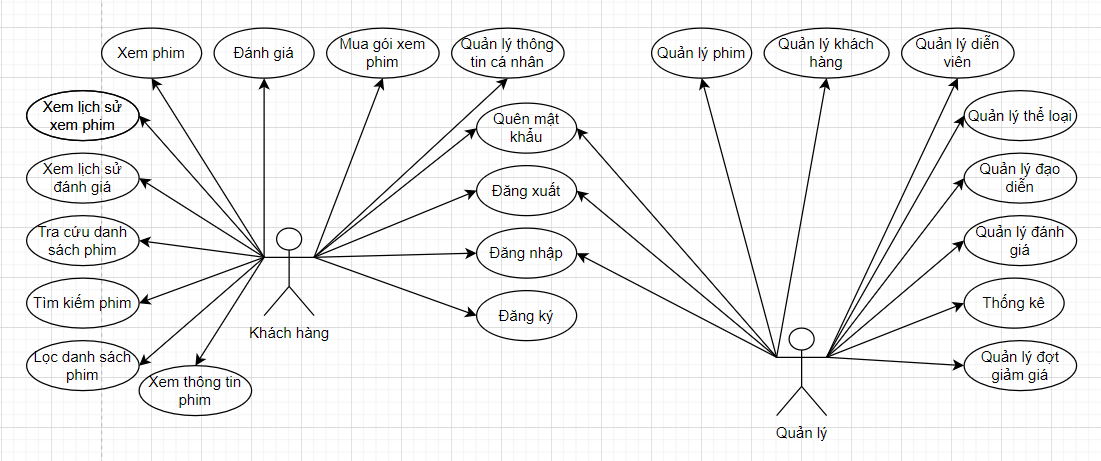 Xem phim
Đánh giá
Mua gói xem
phim
Quản lý thông
tin cá nhân
Quản lý phim
Quản lý khách
hàng
Quản lý diễn
viên
Xem lịch sử
xem phim
Quên mật
khẩu
Quản lý thể loại
Xem lịch sử
đánh giá
Đăng xuất
Quản lý đạo
diễn
Tra cứu danh
sách phim
Đăng nhập
Quản lý đánh
giá
Tìm kiếm phim
Đăng ký
Thống kê
Khách hàng
Lọc danh sách
phim
Xem thông tin
phim
Quản lý đợt
giảm giá
Quản lý